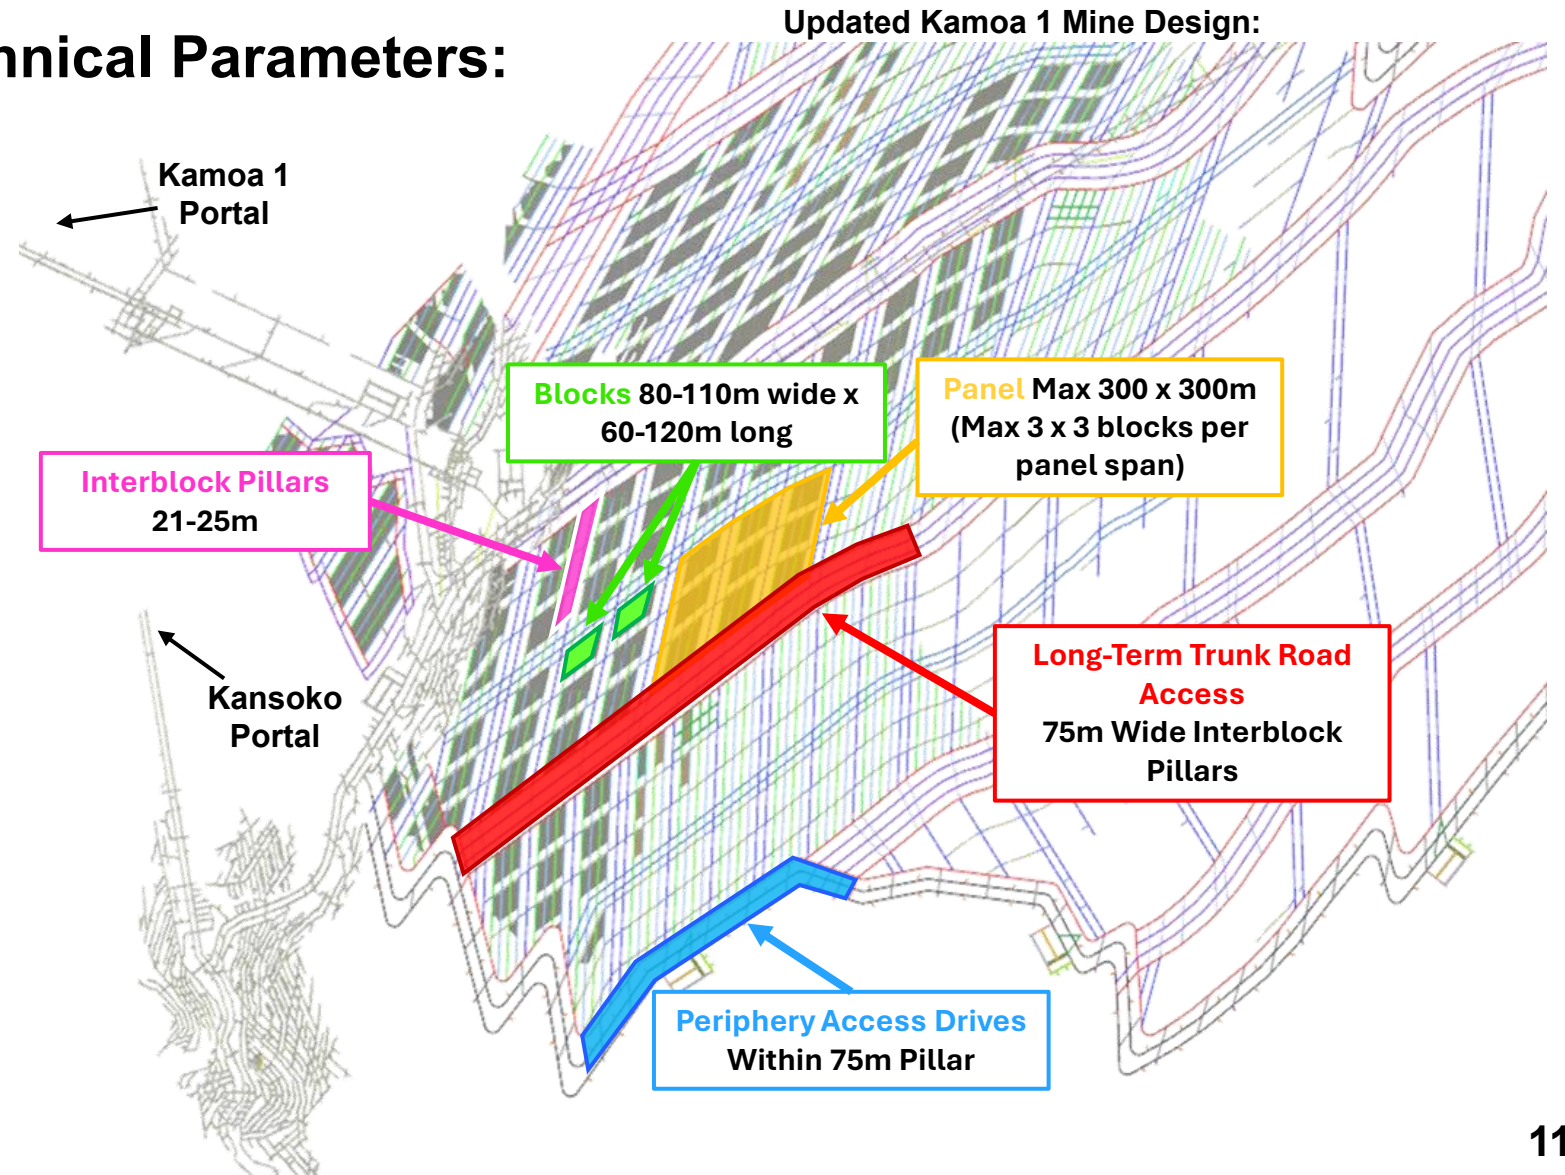 Updated Kamoa 1 Mine Design:
hnical Parameters:
Kamoa 1
Portal
Blocks 80-110m wide x
60-120m long
Panel Max 300 x 300m
(Max 3 x 3 blocks per
panel span)
Interblock Pillars
21-25m
Kansoko
Portal
Long-Term Trunk Road
Access
75m Wide Interblock
Pillars
Periphery Access Drives
Within 75m Pillar
11